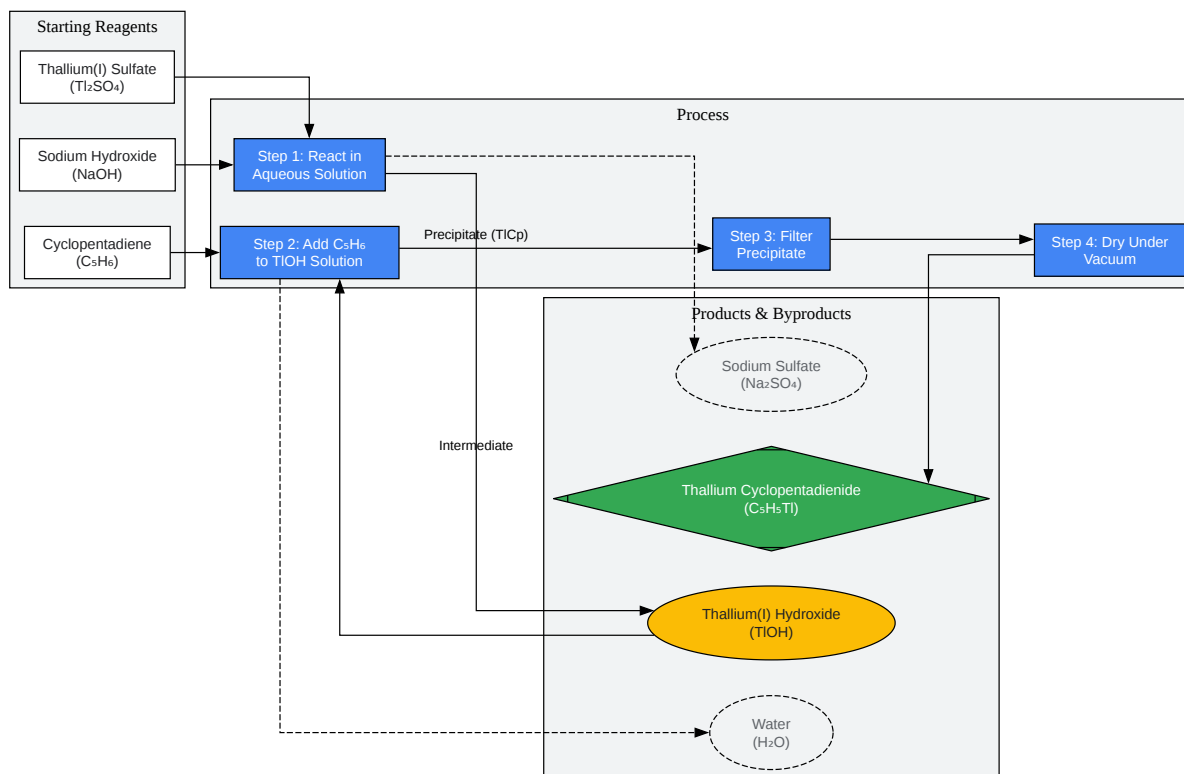 Starting Reagents
Thallium(I) Sulfate
(Tl₂SO₄)
Process
Sodium Hydroxide
(NaOH)
Step 1: React in
Aqueous Solution
Cyclopentadiene
(C₅H₆)
Step 2: Add C₅H₆
to TlOH Solution
Precipitate (TlCp)
Step 3: Filter
Precipitate
Step 4: Dry Under
Vacuum
Products & Byproducts
Sodium Sulfate
(Na₂SO₄)
Intermediate
Thallium Cyclopentadienide
(C₅H₅Tl)
Thallium(I) Hydroxide
(TlOH)
Water
(H₂O)